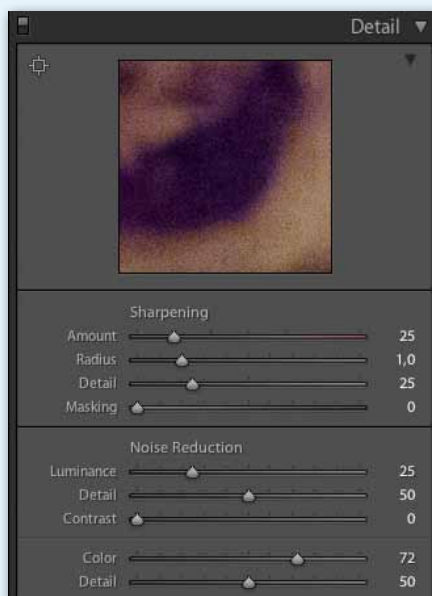 Detail
Sharpening
Amount 25
Radius 1,0
Detail 25
Masking 0
Noise Reduction
Luminance 25
Detail 50
Contrast 0
Color 72
Detail 50